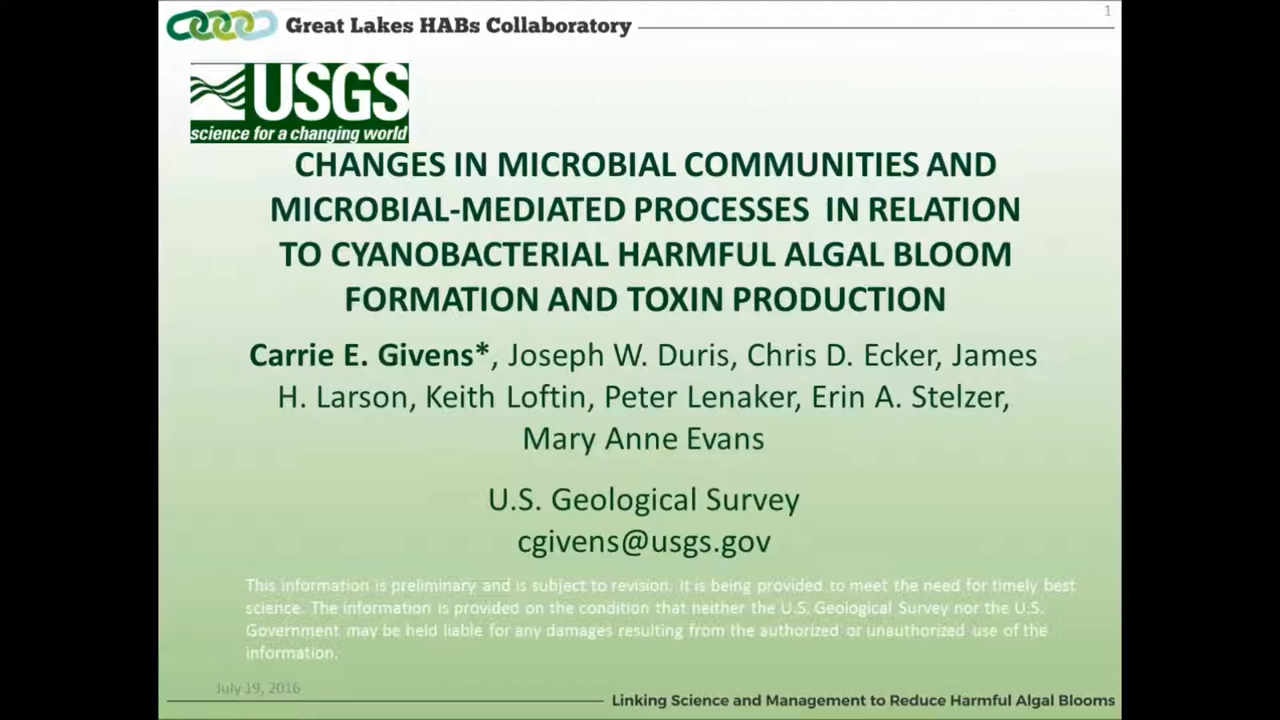 1
Great Lakes HABs Collaboratory
USGS
science for a changing world
CHANGES IN MICROBIAL COMMUNITIES AND
MICROBIAL-MEDIATED PROCESSES IN RELATION
TO CYANOBACTERIAL HARMFUL ALGAL BLOOM
FORMATION AND TOXIN PRODUCTION
Carrie E. Givens*, Joseph W. Duris, Chris D. Ecker, James
H. Larson, Keith Loftin, Peter Lenaker, Erin A. Stelzer,
Mary Anne Evans
U.S. Geological Survey
cgivens@usgs.gov
This information is preliminary and is subject to revision. It is being provided to meet the need for timely best
science. The information is provided on the condition that neither the U.S. Geological Survey nor the U.S.
Government may be held liable for any damages resulting from the authorized or unauthorized use of the
information.
July 19, 2016
Linking Science and Management to Reduce Harmful Algal Blooms